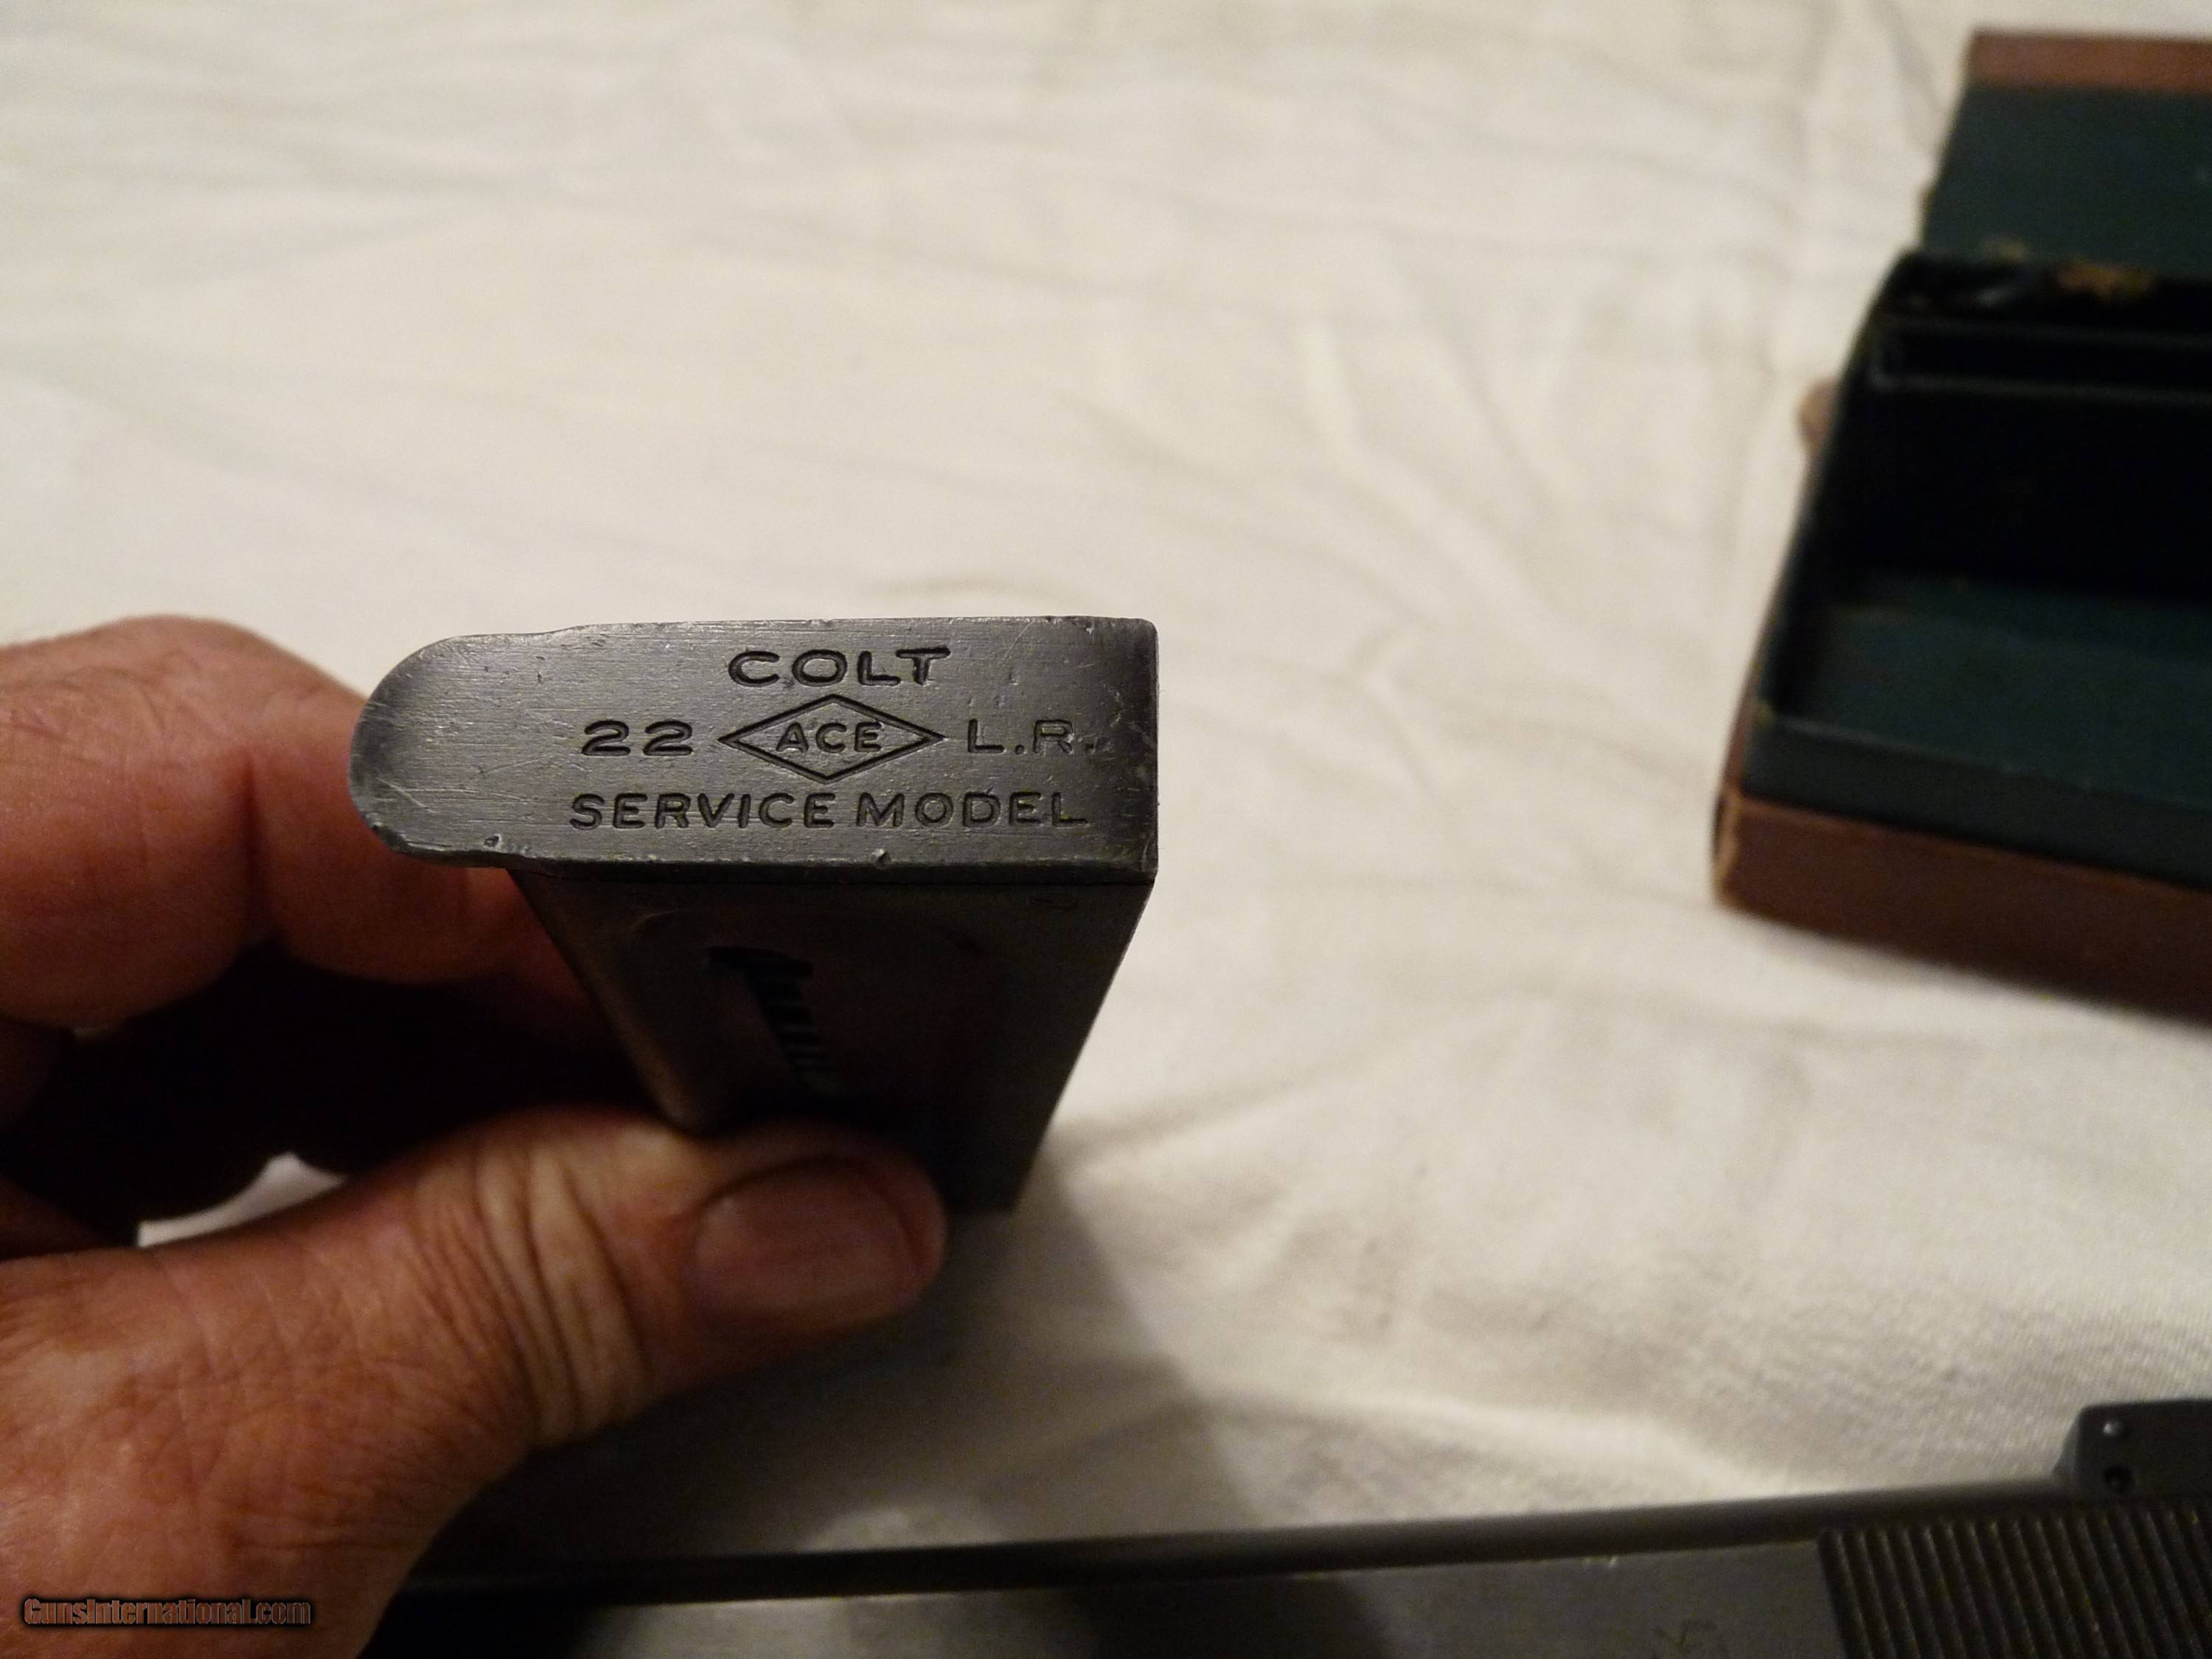 COLT
22 ACE L.R.
SERVICE MODEL
GunsInternational.com